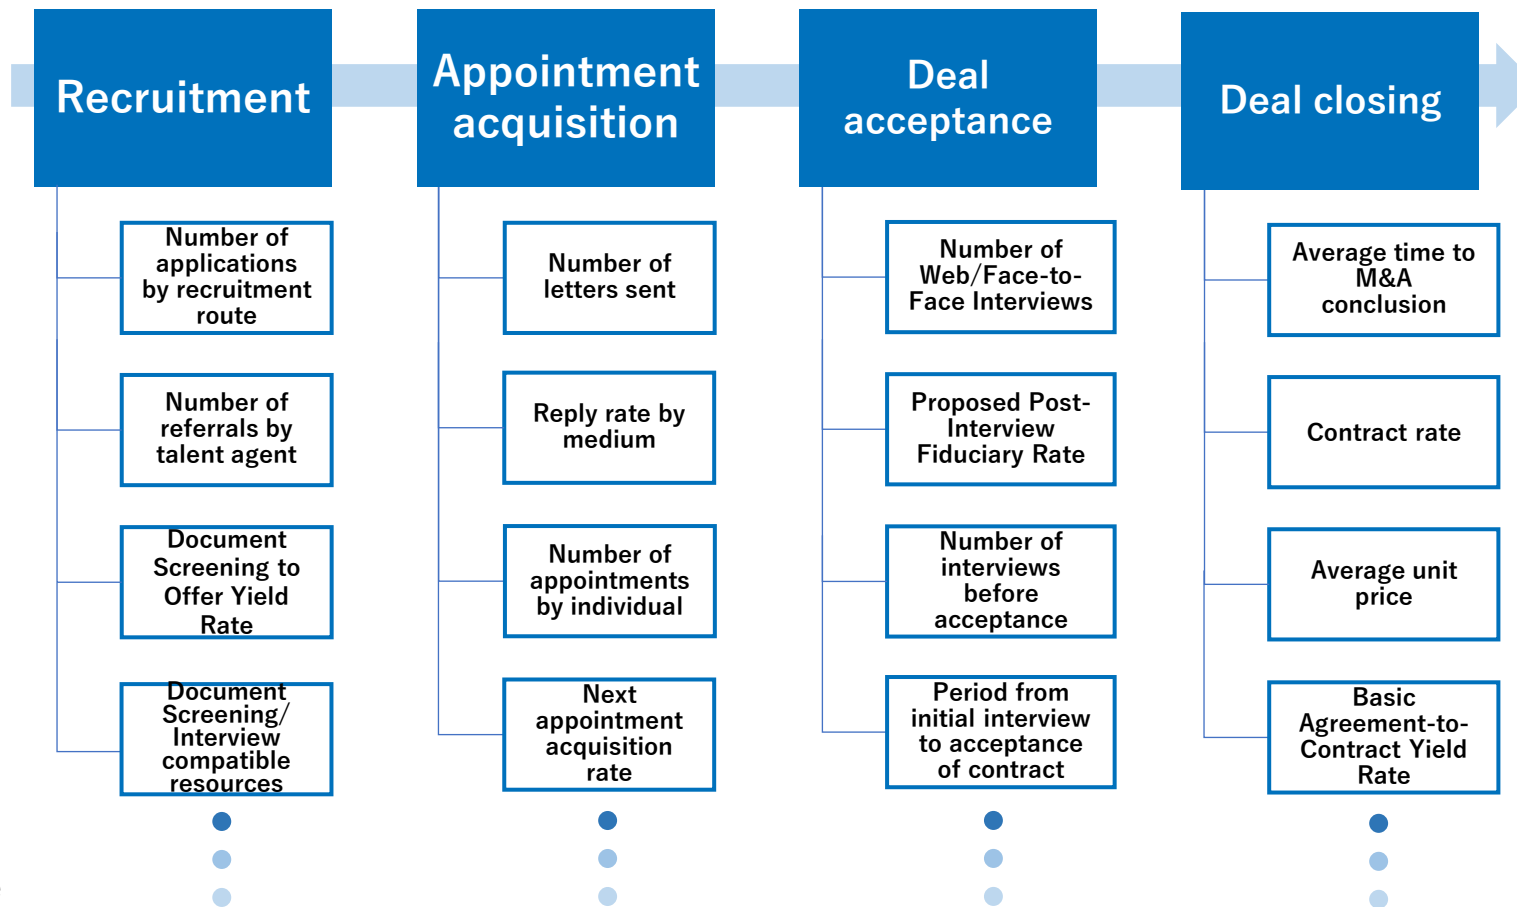 Recruitment
Number of
applications
by recruitment
route
Number of
referrals by
talent agent
Document
Screening to
Offer Yield
Rate
Document
Screening/
Interview
compatible
resources
Appointment
acquisition
Number of
letters sent
Reply rate by
medium
Number of
appointments
by individual
Next
appointment
acquisition
rate
Deal
acceptance
Number of
Web/Face-to-
Face Interviews
Proposed Post-
Interview
Fiduciary Rate
Number of
interviews
before
acceptance
Period from
initial interview
to acceptance
of contract
Deal closing
Average time to
M&A
conclusion
Contract rate
Average unit
price
Basic
Agreement-to-
Contract Yield
Rate